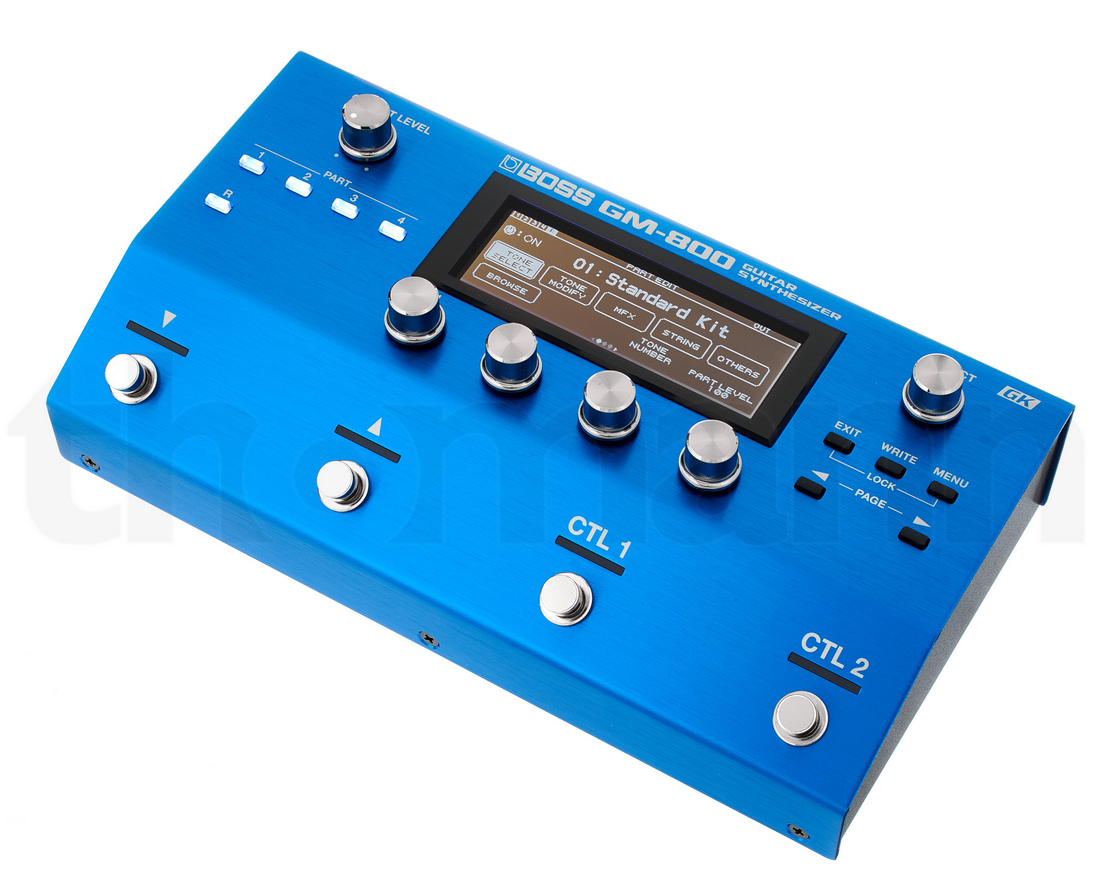 T LEVEL
1
2
PART
3
4
R
BOSS GM-800 GUITAR
SYNTHESIZER
PART EDIT
: ON
01: Standard Kit
OUT
TONE
SELECT
TONE
MODIFY
MFX
STRING
OTHERS
BROWSE
TONE
NUMBER
PART LEVEL
100
CT
GK
EXIT
WRITE
MENU
LOCK
PAGE
CTL 1
CTL 2
thomann